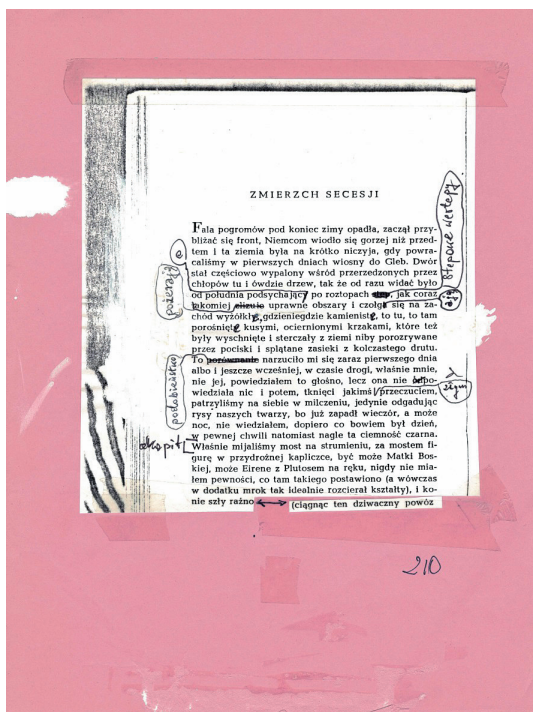 ZMIERZCH SECESJI
Fala pogromów pod koniec zimy opadła, zaczął przy-
bliżać się front, Niemcom wiodło się gorzej niż przed-
tem i ta ziemia była na krótko niczyja, gdy powra-
caliśmy w pierwszych dniach wiosny do Gleb. Dwór
stał częściowo wypalony wśród przerzedzonych przez
chłopów tu i ówdzie drzew, tak że od razu widać było
od południa podsychający po roztopach, jak coraz
łakomiej elizuie uprawne obszary i czołga się na za-
chód wyżółkłe, gdzieniegdzie kamieniste, to tu, to tam
porośnięte kusymi, ociernionymi krzakami, które też
były wyschnięte i sterczały z ziemi niby porozrywane
przez pociski i splątane zasieki z kolczastego drutu.
To porównanie narzuciło mi się zaraz pierwszego dnia
albo i jeszcze wcześniej, w czasie drogi, właśnie mnie,
nie jej, powiedziałem to głośno, lecz ona nie odpo-
wiedziała nic i potem, tknięci jakimś przeczuciem,
patrzyliśmy na siebie w milczeniu, jedynie odgadując
rysy naszych twarzy, bo już zapadł wieczór, a może
noc, nie wiedziałem, dopiero co bowiem był dzień,
w pewnej chwili natomiast nagle ta ciemność czarna.
Właśnie mijaliśmy most na strumieniu, za mostem fi-
gurę w przydrożnej kapliczce, być może Matki Bos-
kiej, może Eirene z Plutosem na ręku, nigdy nie mia-
łem pewności, co tam takiego postawiono (a wówczas
w dodatku mrok tak idealnie rozcierał kształty), i ko-
nie szły raźno (ciągnąc ten dziwaczny powóz
e
pożerają
podobieństwo
akapit
stepowe wertepy
210